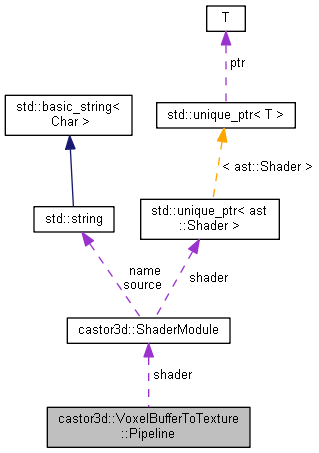 T
ptr
std::basic_string<
Char >
std::unique_ptr< T >
< ast::Shader >
std::string
std::unique_ptr< ast
::Shader >
name
source
shader
castor3d::ShaderModule
shader
castor3d::VoxelBufferToTexture
::Pipeline